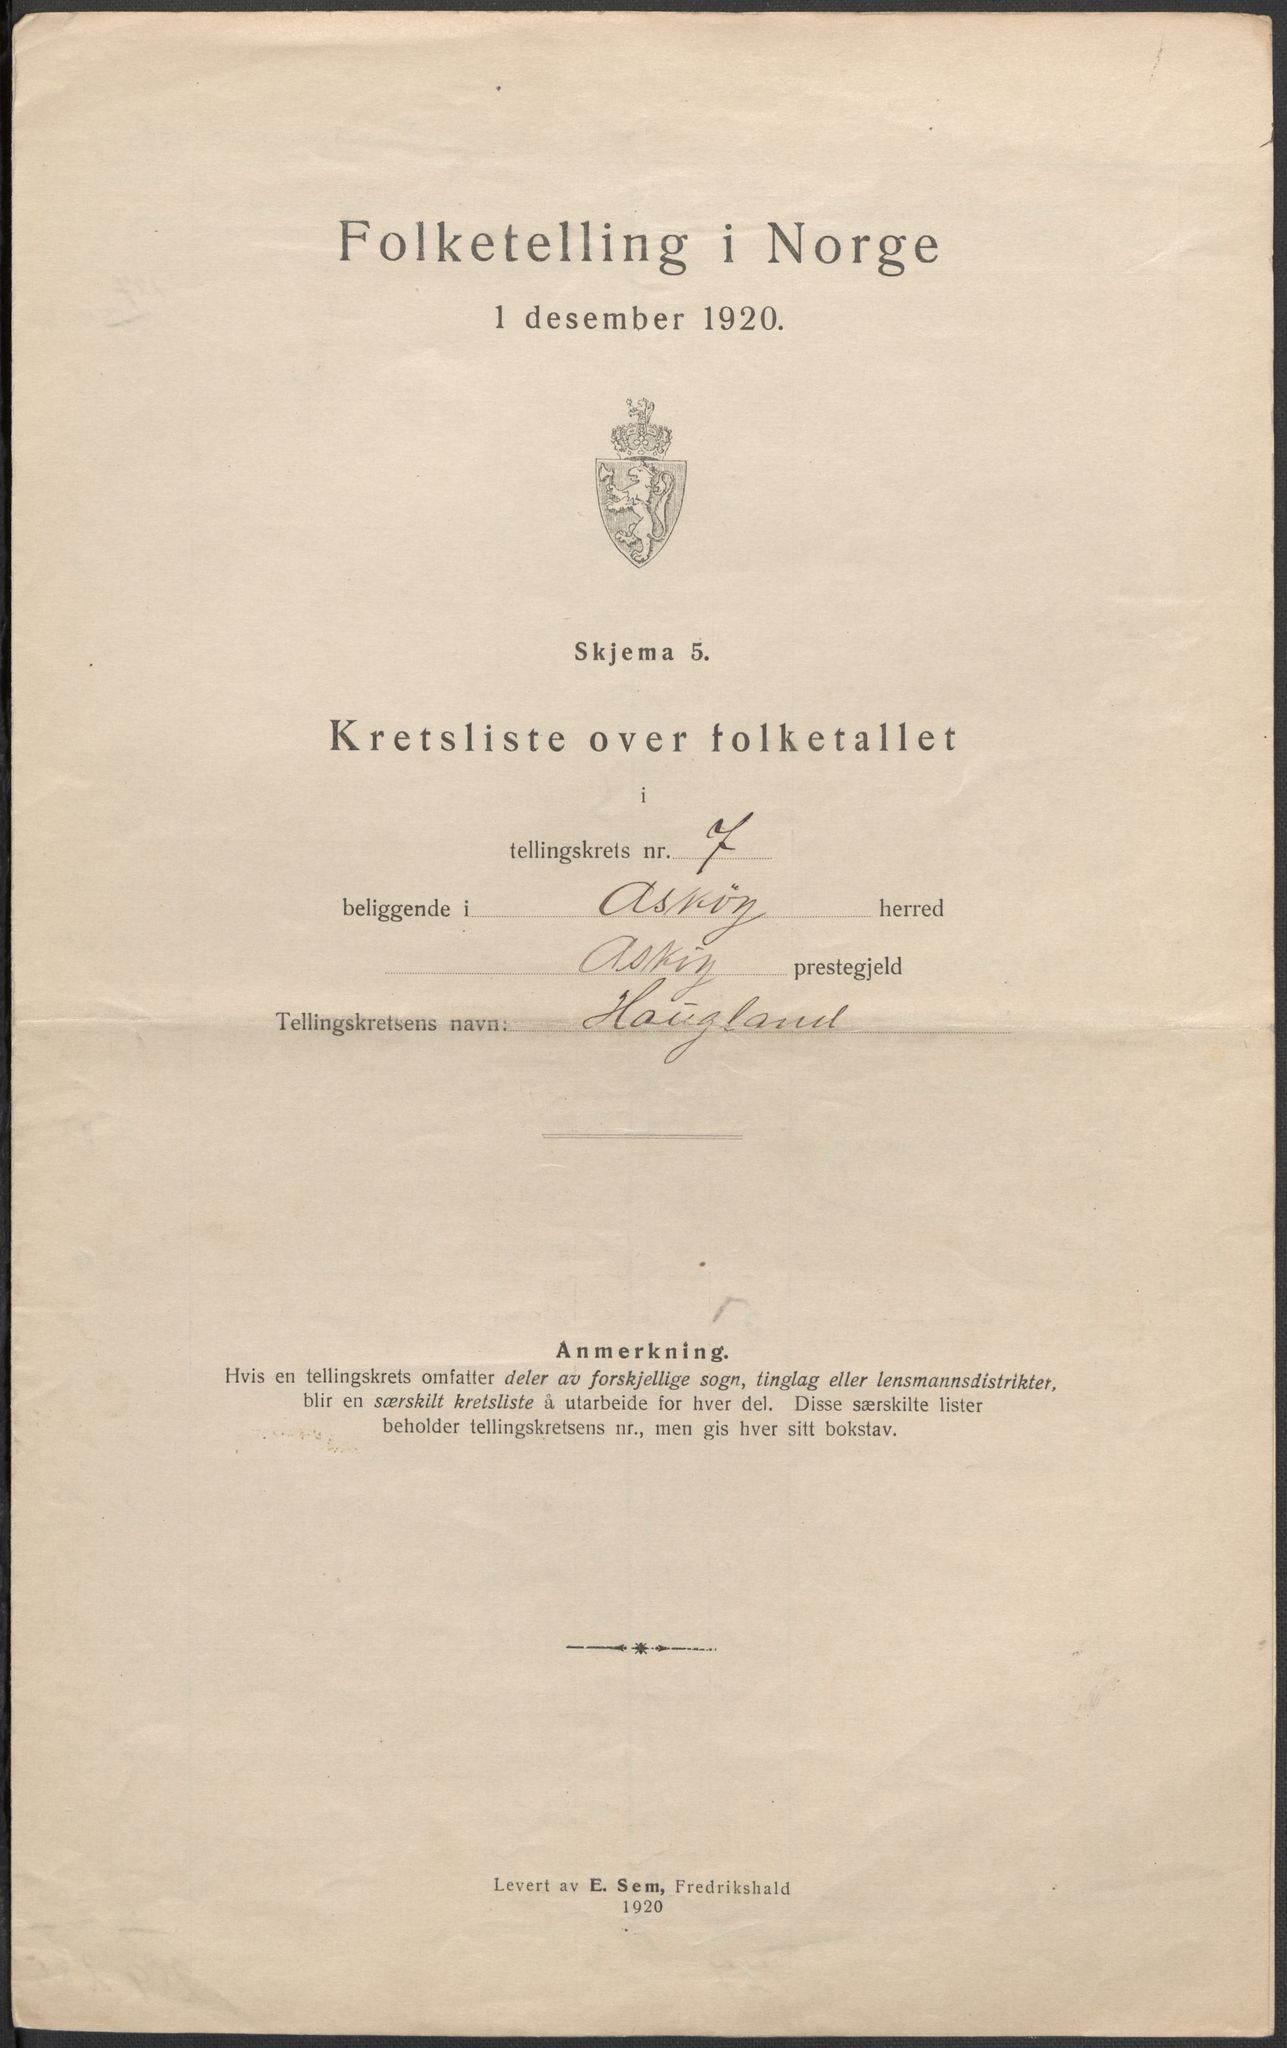 Folketelling i Norge
1 desember 1920.
Skjema 5.
Kretsliste over folketallet
i
tellingskrets nr. 7
beliggende i Asköy herred
Asköy prestegjeld
Tellingskretsens navn: Haugland
Anmerkning.
Hvis en tellingskrets omfatter deler av forskjellige sogn, tinglag eller lensmannsdistrikter,
blir en særskilt kretsliste å utarbeide for hver del. Disse særskilte lister
beholder tellingskretsens nr., men gis hver sitt bokstav.
Levert av E. Sem, Fredrikshald
1920